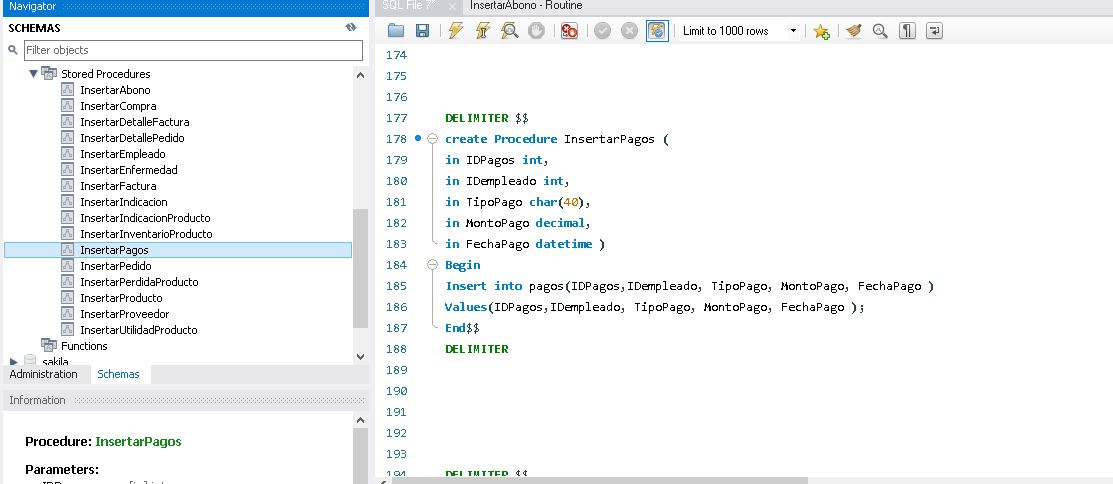 Navigator
SCHEMAS
Filter objects
Stored Procedures
InsertarAbono
InsertarCompra
InsertarDetalleFactura
InsertarDetallePedido
InsertarEmpleado
InsertarEnfermedad
InsertarFactura
InsertarIndicacion
InsertarIndicacionProducto
InsertarInventarioProducto
InsertarPagos
InsertarPedido
InsertarPerdidaProducto
InsertarProducto
InsertarProveedor
InsertarUtilidadProducto
Functions
sakila
Administration Schemas
Information
Procedure: InsertarPagos
Parameters:
SQL File 7* InsertarAbono - Routine
Limit to 1000 rows
174
175
176
177 DELIMITER $$
178 create Procedure InsertarPagos (
179 in IDPagos int,
180 in IDempleado int,
181 in TipoPago char(40),
182 in MontoPago decimal,
183 in FechaPago datetime )
184 Begin
185 Insert into pagos(IDPagos,IDempleado, TipoPago, MontoPago, FechaPago )
186 Values(IDPagos,IDempleado, TipoPago, MontoPago, FechaPago );
187 End$$
188 DELIMITER
189
190
191
192
193
194 DELIMITER $$